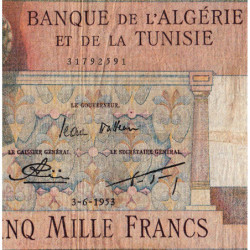 BANQUE DE L'ALGÉRIE
ET DE LA TUNISIE
31792391
LE GOUVERNEUR,
LE CAISSIER GÉNÉRAL,   LE SECRÉTAIRE GÉNÉRAL,
3-6-1953
NQ MILLE FRANCS